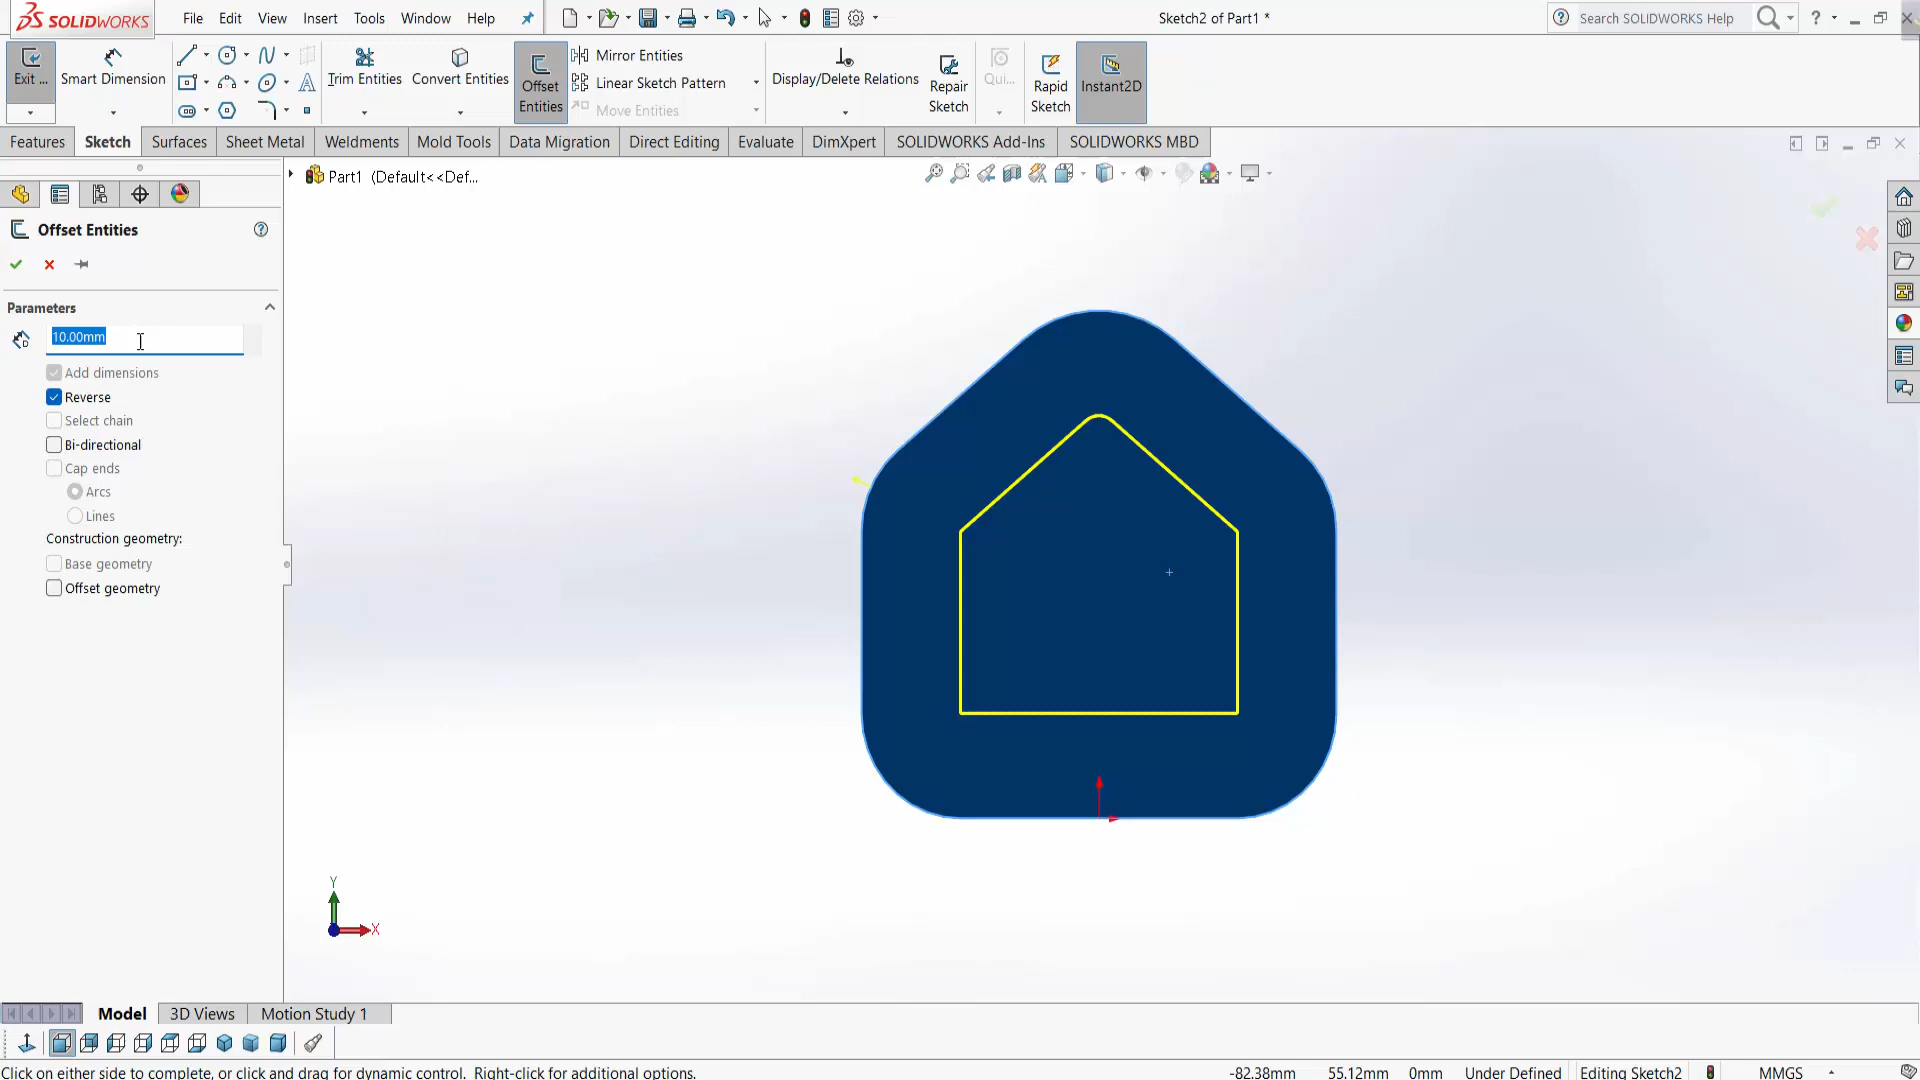 SOLIDWORKS
File Edit View Insert Tools Window Help
Sketch2 of Part1 *
Search SOLIDWORKS Help
Exit ...
Smart Dimension
Trim Entities
Convert Entities
Offset Entities
Mirror Entities
Linear Sketch Pattern
Move Entities
Display/Delete Relations
Repair Sketch
Qui...
Rapid Sketch
Instant2D
Features Sketch Surfaces Sheet Metal Weldments Mold Tools Data Migration Direct Editing Evaluate DimXpert SOLIDWORKS Add-Ins SOLIDWORKS MBD
Part1 (Default<<Def...
Offset Entities
Parameters
10.00mm
Add dimensions
Reverse
Select chain
Bi-directional
Cap ends
Arcs
Lines
Construction geometry:
Base geometry
Offset geometry
Y
X
Model 3D Views Motion Study 1
Click on either side to complete, or click and drag for dynamic control. Right-click for additional options.
-82.38mm 55.12mm 0mm Under Defined Editing Sketch2 MMGS